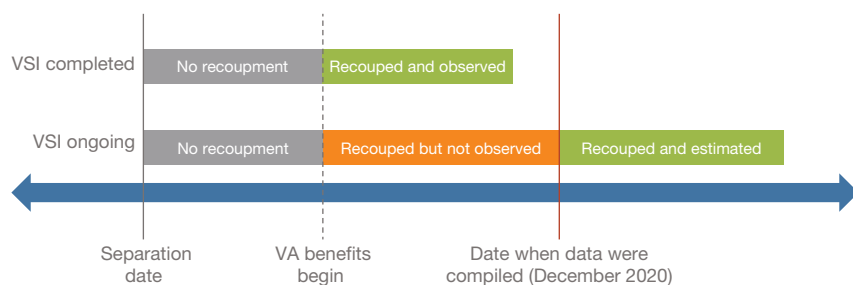 VSI completed
No recoupment
Recouped and observed
VSI ongoing
No recoupment
Recouped but not observed
Recouped and estimated
Separation
date
VA benefits
begin
Date when data were
compiled (December 2020)